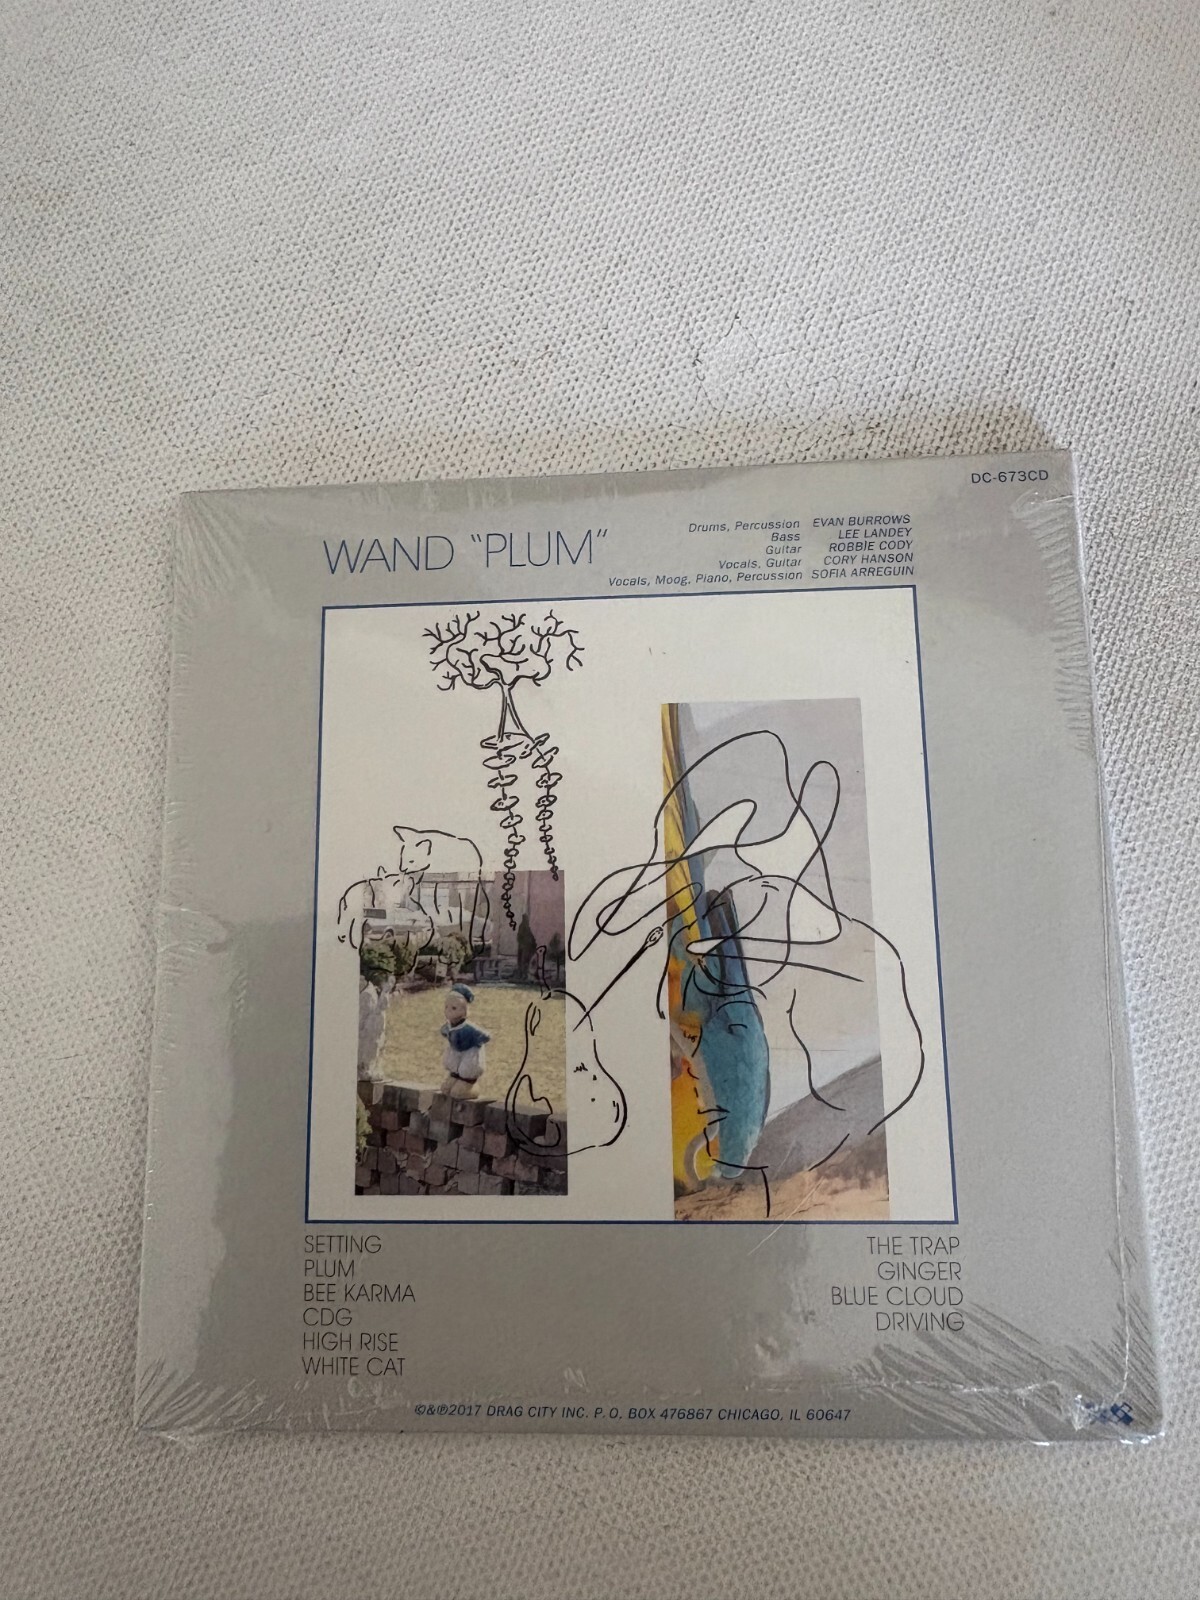 DC-673CD
WAND "PLUM"
Drums, Percussion EVAN BURROWS
Bass LEE LANDEY
Guitar ROBBIE CODY
Vocals, Guitar CORY HANSON
Vocals, Moog, Piano, Percussion SOFIA ARREGUIN
SETTING
PLUM
BEE KARMA
CDG
HIGH RISE
WHITE CAT
THE TRAP
GINGER
BLUE CLOUD
DRIVING
©&℗2017 DRAG CITY INC. P.O. BOX 476867 CHICAGO, IL 60647